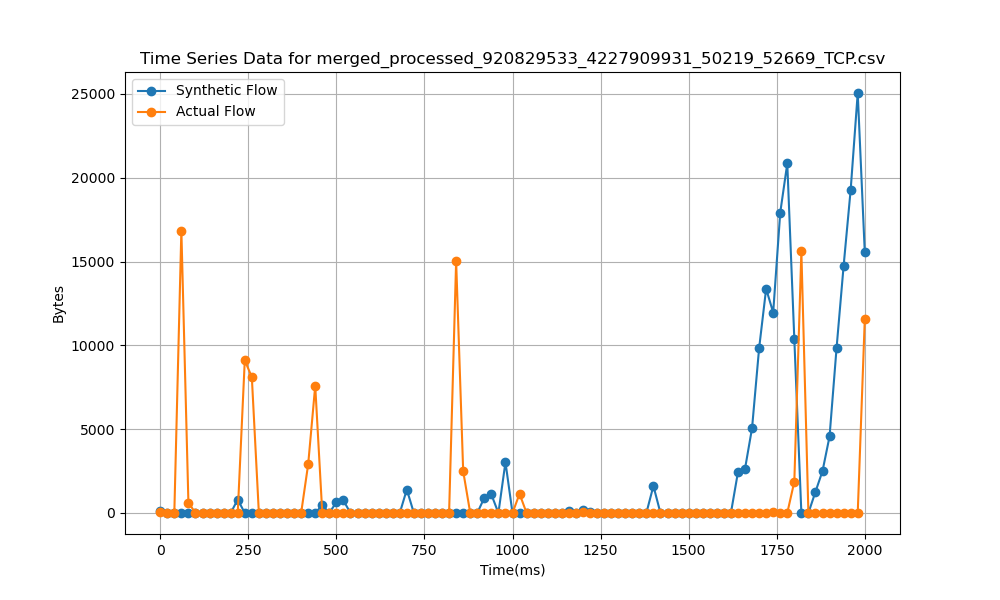 Time Series Data for merged_processed_920829533_4227909931_50219_52669_TCP.csv
Synthetic Flow
Actual Flow
25000
20000
15000
10000
5000
0
Bytes
0 250 500 750 1000 1250 1500 1750 2000
Time(ms)